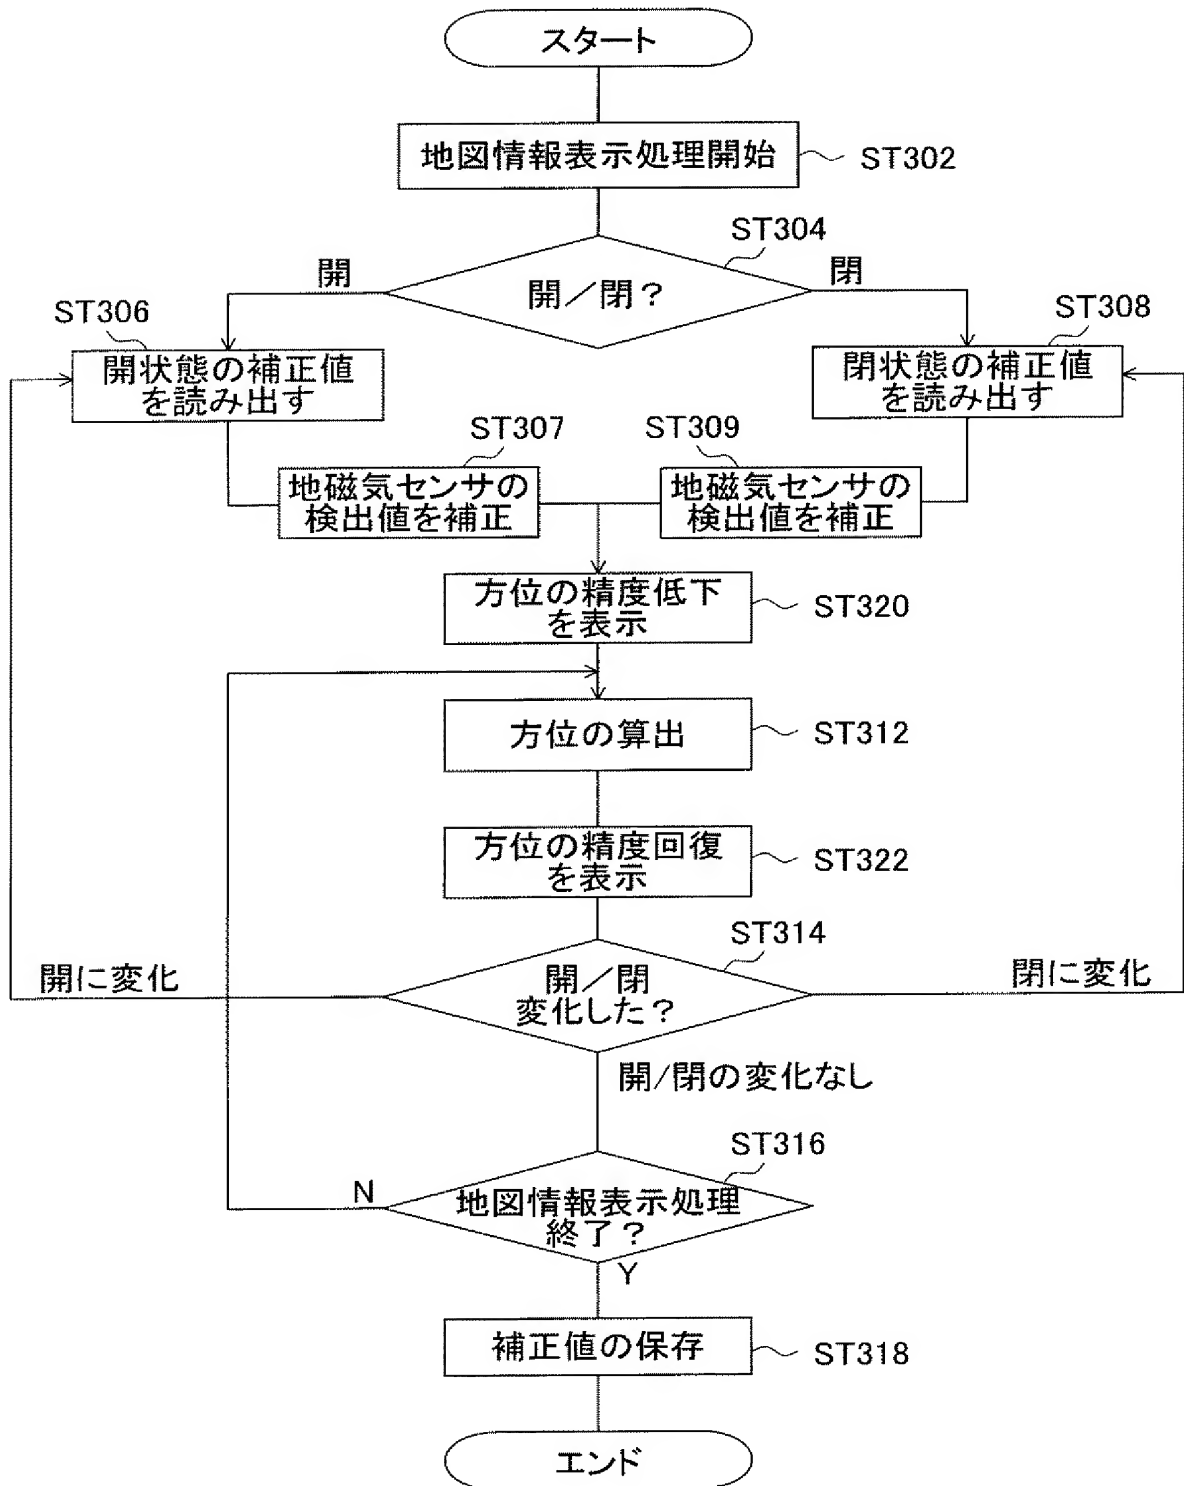 スタート
地図情報表示処理開始
ST302
ST304
開
開／閉？
閉
ST306
開状態の補正値
を読み出す
ST308
閉状態の補正値
を読み出す
ST307
地磁気センサの
検出値を補正
ST309
地磁気センサの
検出値を補正
方位の精度低下
を表示
ST320
方位の算出
ST312
方位の精度回復
を表示
ST322
ST314
開に変化
開／閉
変化した？
閉に変化
開/閉の変化なし
ST316
N
地図情報表示処理
終了？
Y
補正値の保存
ST318
エンド